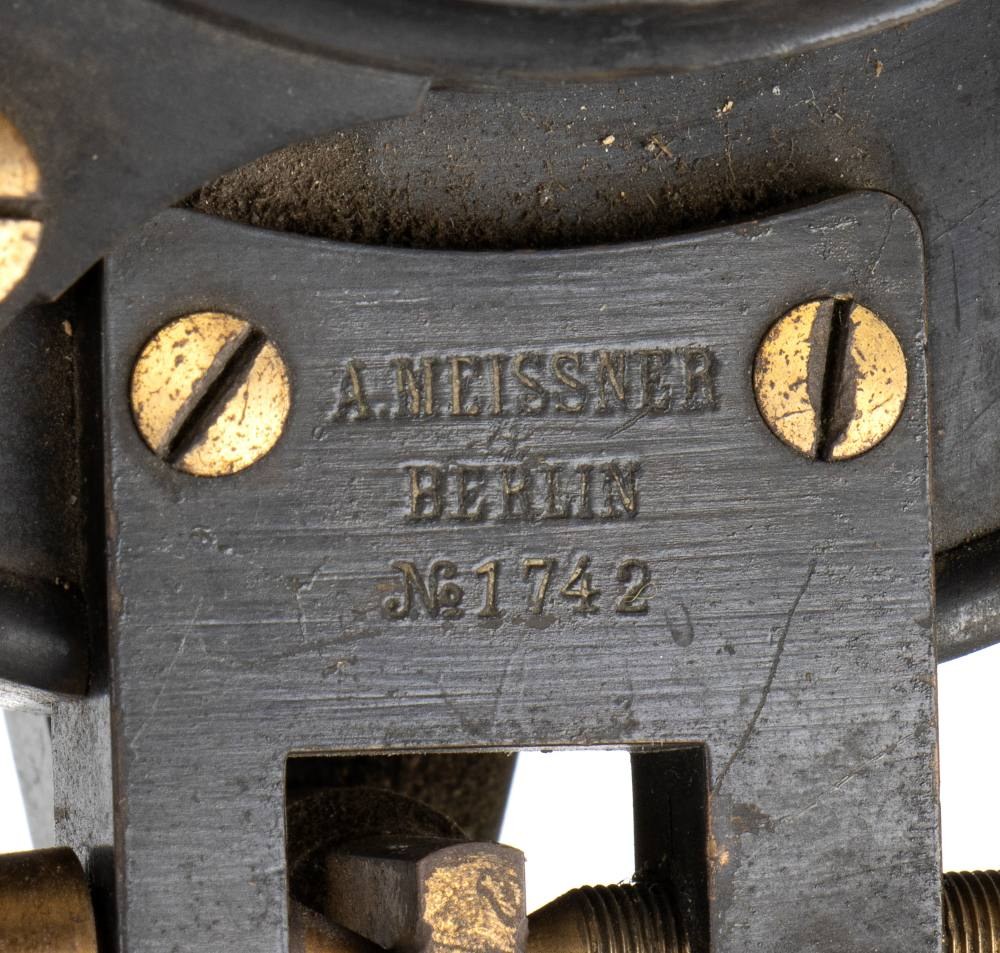 A. MEISSNER
BERLIN
№ 1742